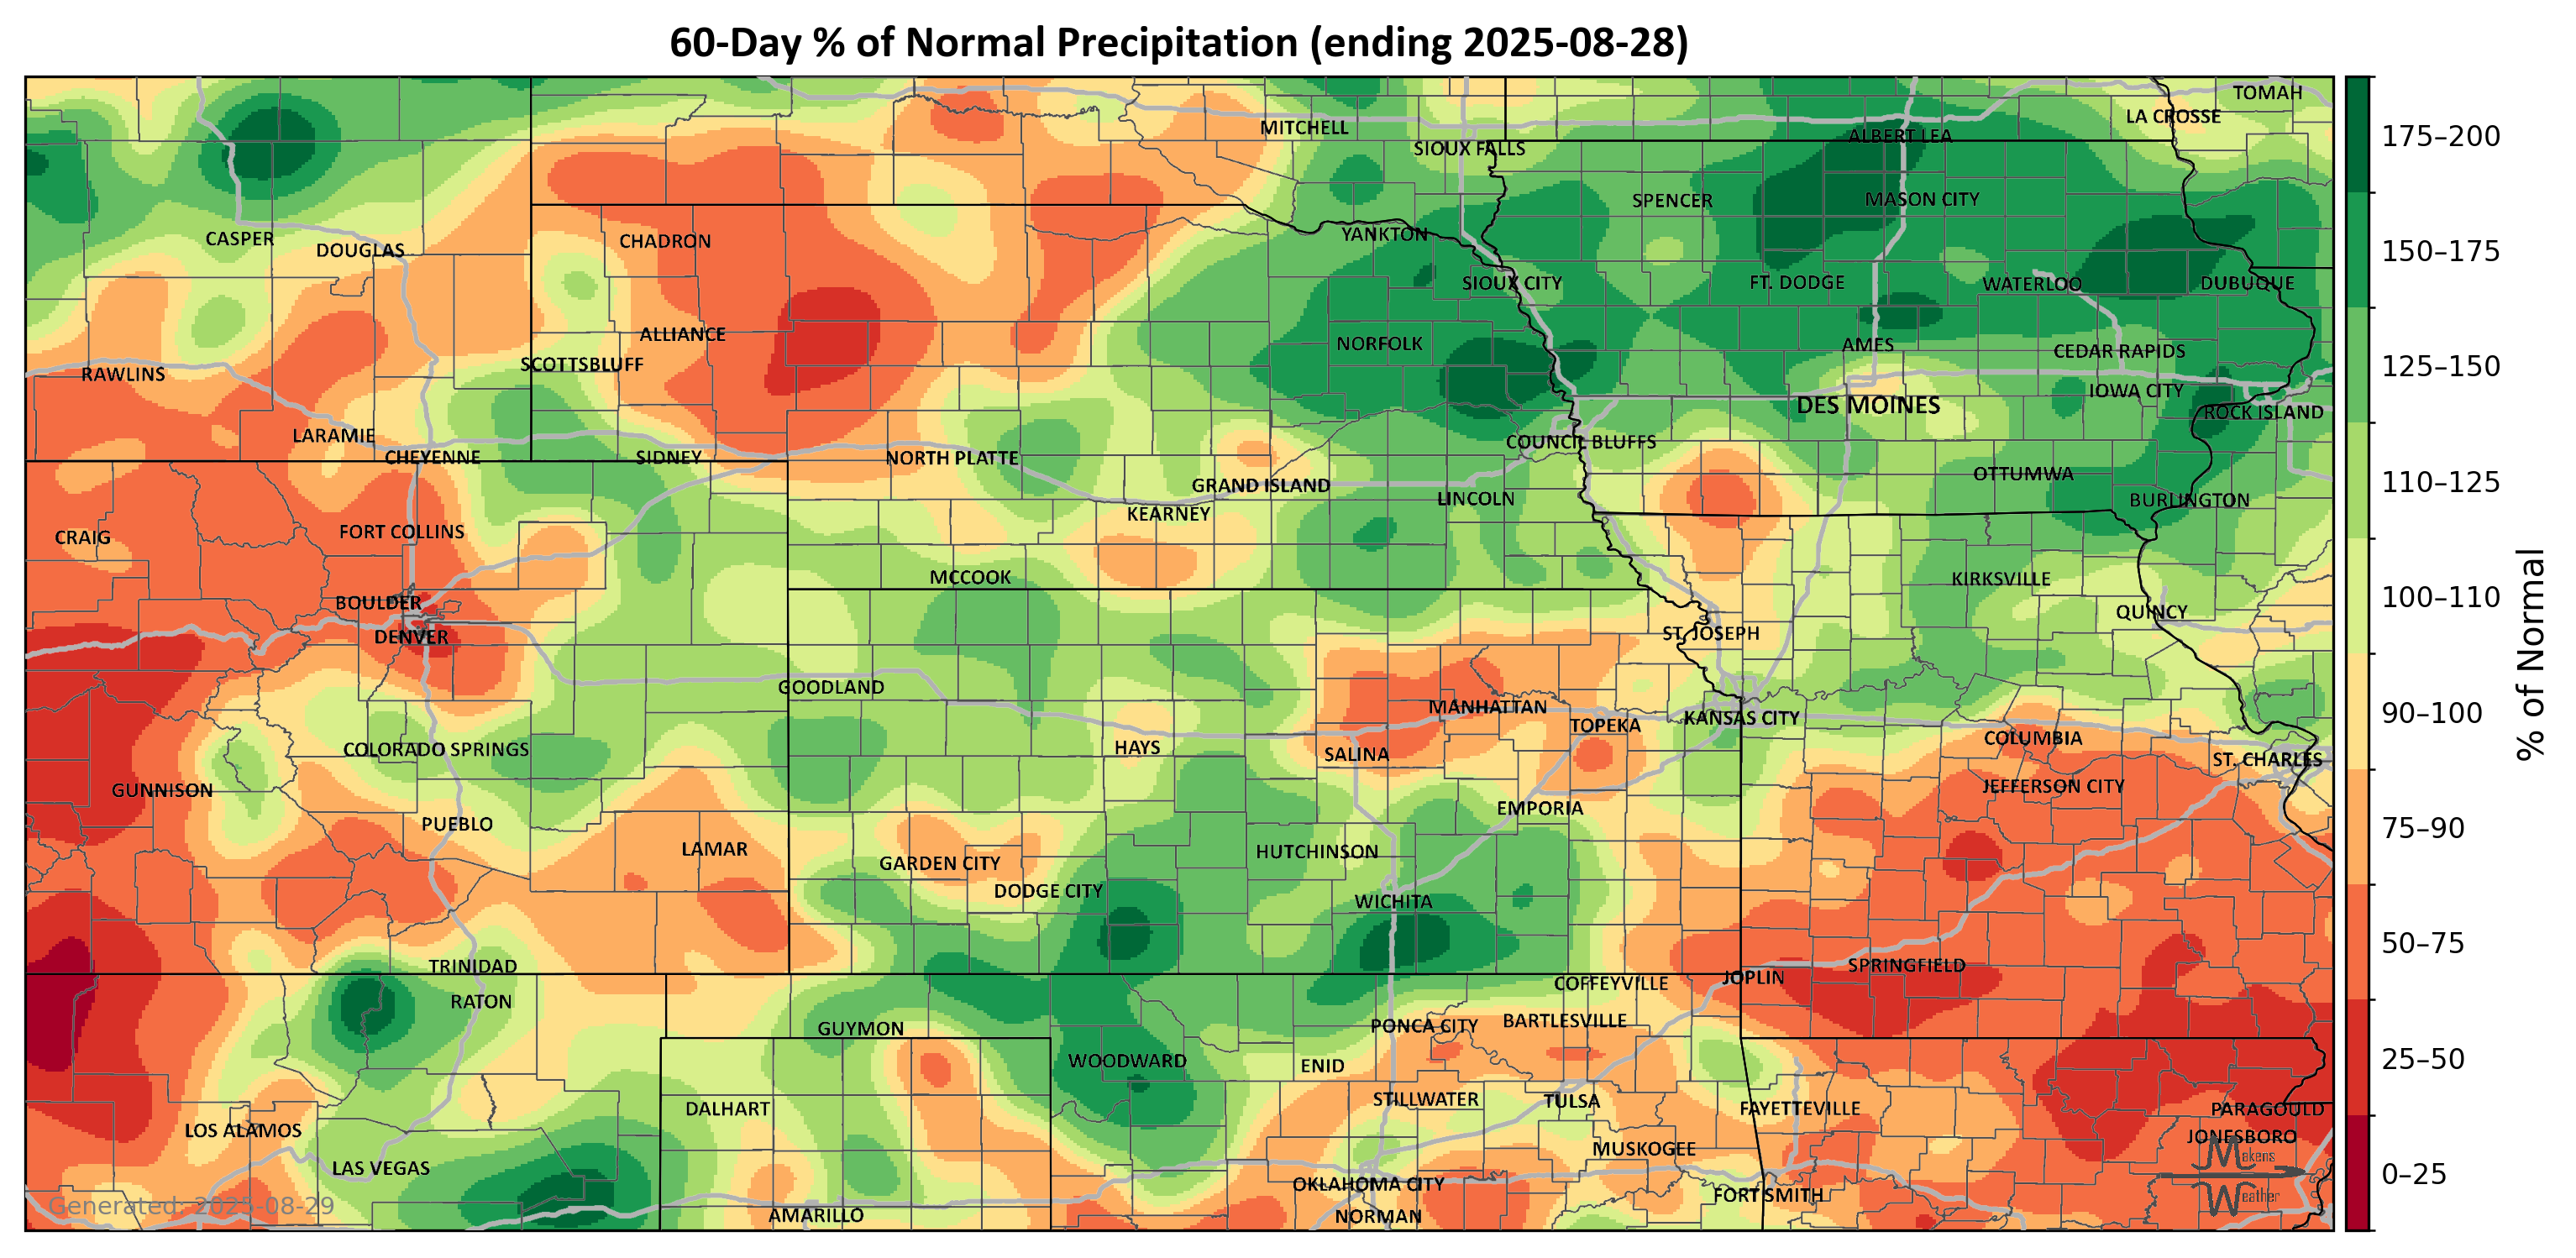 60-Day % of Normal Precipitation (ending 2025-08-28)
TOMAH
LA CROSSE
MITCHELL
ALBERT LEA
SIOUX FALLS
SPENCER
MASON CITY
CASPER
DOUGLAS
CHADRON
YANKTON
SIOUX CITY
FT. DODGE
WATERLOO
DUBUQUE
ALLIANCE
NORFOLK
AMES
CEDAR RAPIDS
SCOTTSBLUFF
RAWLINS
IOWA CITY
DES MOINES
ROCK ISLAND
LARAMIE
COUNCIL BLUFFS
CHEYENNE
SIDNEY
NORTH PLATTE
OTTUMWA
GRAND ISLAND
LINCOLN
BURLINGTON
KEARNEY
CRAIG
FORT COLLINS
MCCOOK
KIRKSVILLE
BOULDER
QUINCY
DENVER
ST. JOSEPH
GOODLAND
MANHATTAN
TOPEKA
KANSAS CITY
COLORADO SPRINGS
HAYS
SALINA
COLUMBIA
ST. CHARLES
GUNNISON
JEFFERSON CITY
EMPORIA
PUEBLO
LAMAR
GARDEN CITY
HUTCHINSON
DODGE CITY
WICHITA
TRINIDAD
SPRINGFIELD
JOPLIN
COFFEYVILLE
RATON
GUYMON
PONCA CITY
BARTLESVILLE
WOODWARD
ENID
DALHART
STILLWATER
TULSA
FAYETTEVILLE
PARAGOULD
LOS ALAMOS
JONESBORO
MUSKOGEE
LAS VEGAS
OKLAHOMA CITY
FORT SMITH
AMARILLO
NORMAN
Makens
Weather
Generated: 2025-08-29
175–200
150–175
125–150
110–125
100–110
90–100
75–90
50–75
25–50
0–25
% of Normal